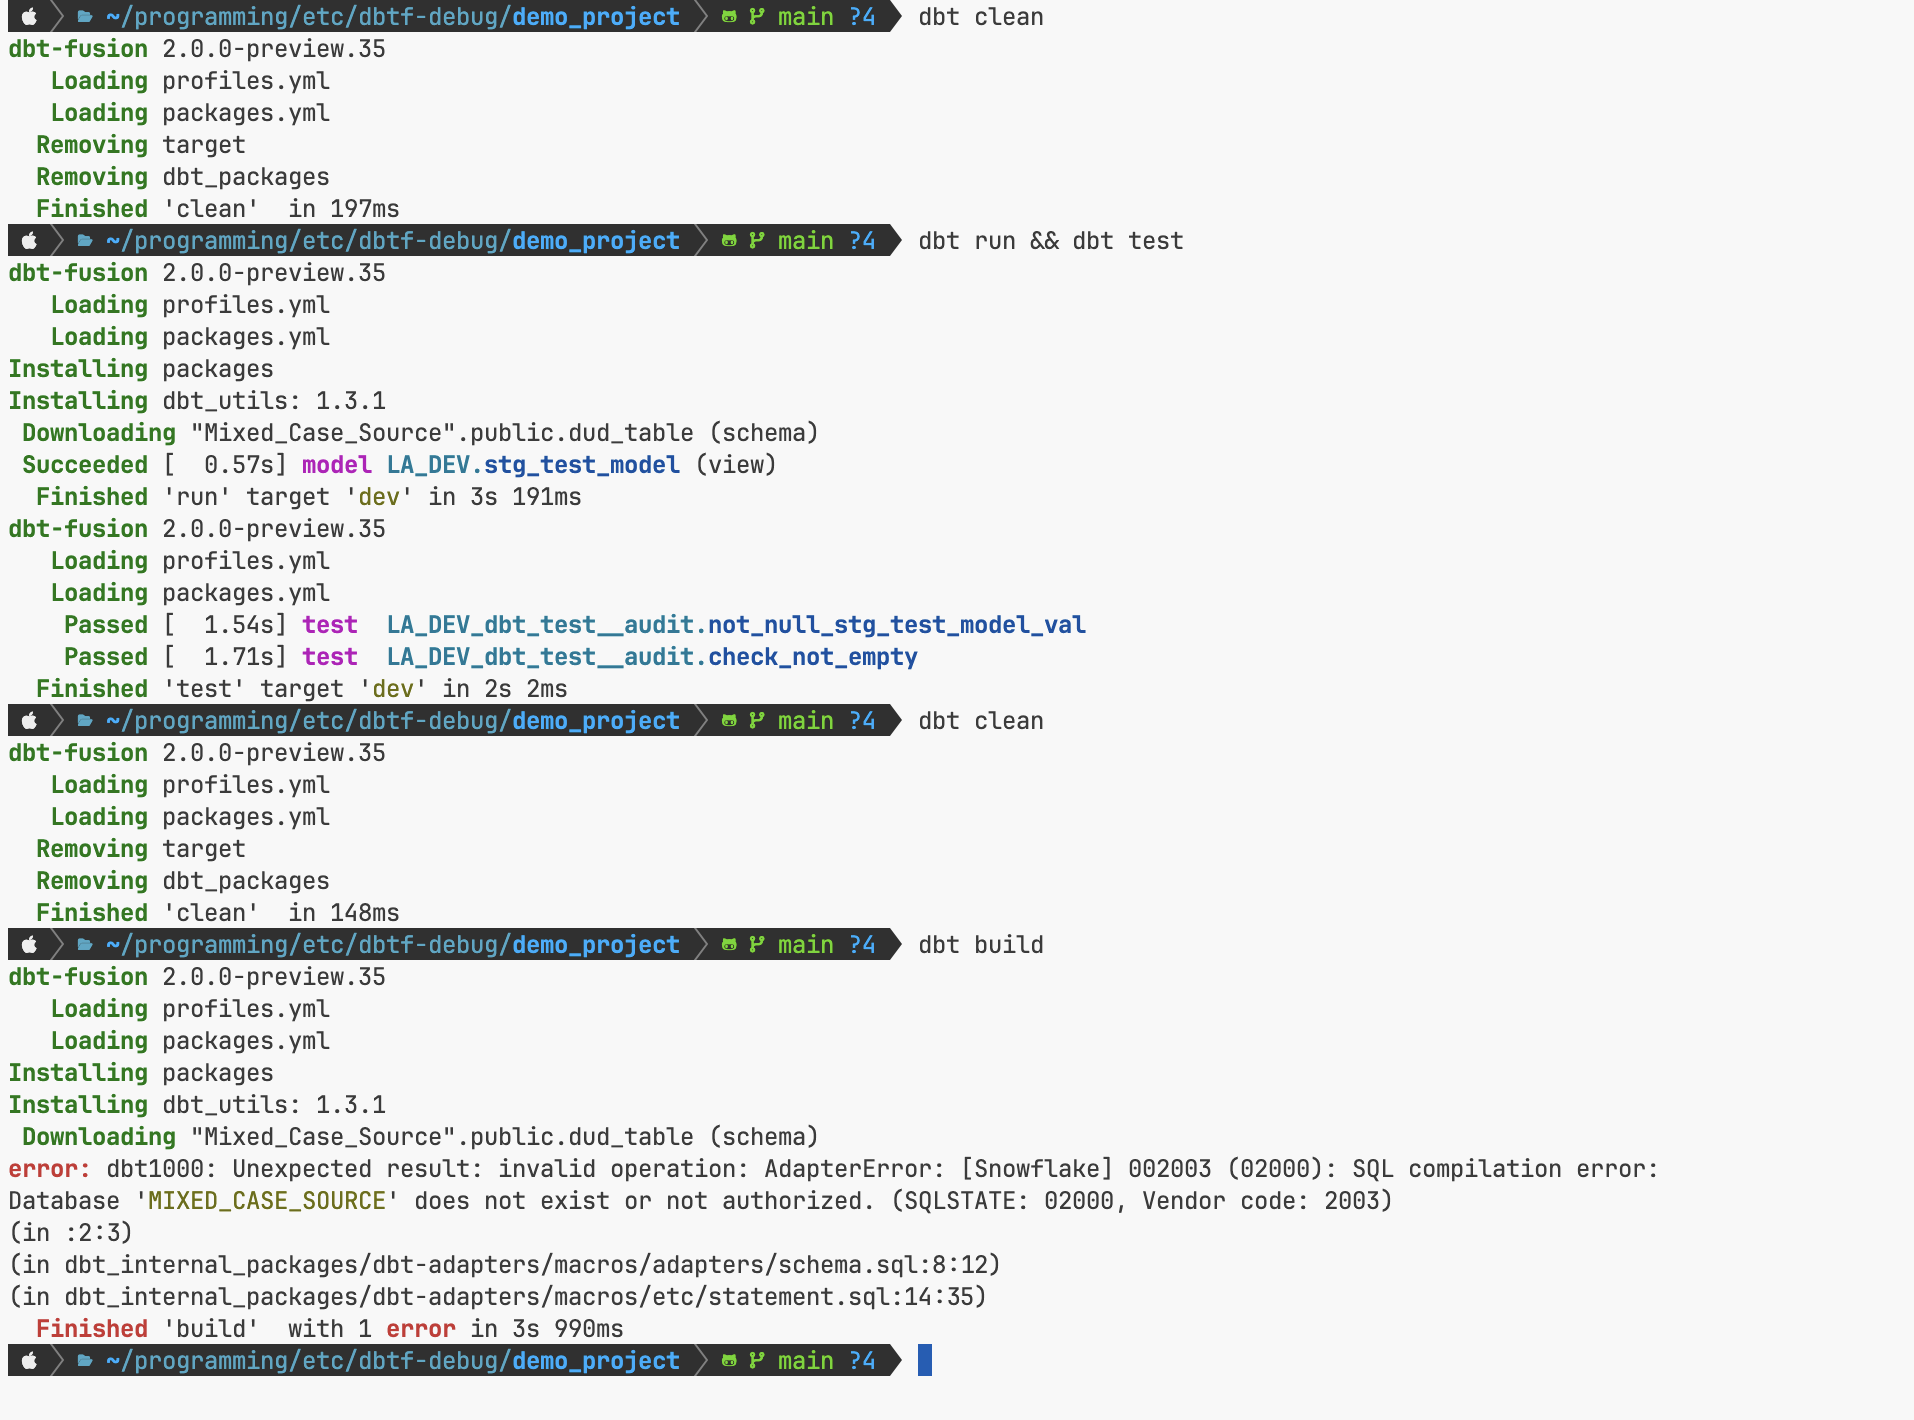 ~/programming/etc/dbtf-debug/demo_project main ?4 dbt clean
dbt-fusion 2.0.0-preview.35
Loading profiles.yml
Loading packages.yml
Removing target
Removing dbt_packages
Finished 'clean'  in 197ms
~/programming/etc/dbtf-debug/demo_project main ?4 dbt run && dbt test
dbt-fusion 2.0.0-preview.35
Loading profiles.yml
Loading packages.yml
Installing packages
Installing dbt_utils: 1.3.1
Downloading "Mixed_Case_Source".public.dud_table (schema)
Succeeded [  0.57s] model LA_DEV.stg_test_model (view)
Finished 'run' target 'dev' in 3s 191ms
dbt-fusion 2.0.0-preview.35
Loading profiles.yml
Loading packages.yml
Passed [  1.54s] test  LA_DEV_dbt_test__audit.not_null_stg_test_model_val
Passed [  1.71s] test  LA_DEV_dbt_test__audit.check_not_empty
Finished 'test' target 'dev' in 2s 2ms
~/programming/etc/dbtf-debug/demo_project main ?4 dbt clean
dbt-fusion 2.0.0-preview.35
Loading profiles.yml
Loading packages.yml
Removing target
Removing dbt_packages
Finished 'clean'  in 148ms
~/programming/etc/dbtf-debug/demo_project main ?4 dbt build
dbt-fusion 2.0.0-preview.35
Loading profiles.yml
Loading packages.yml
Installing packages
Installing dbt_utils: 1.3.1
Downloading "Mixed_Case_Source".public.dud_table (schema)
error: dbt1000: Unexpected result: invalid operation: AdapterError: [Snowflake] 002003 (02000): SQL compilation error:
Database 'MIXED_CASE_SOURCE' does not exist or not authorized. (SQLSTATE: 02000, Vendor code: 2003)
(in :2:3)
(in dbt_internal_packages/dbt-adapters/macros/adapters/schema.sql:8:12)
(in dbt_internal_packages/dbt-adapters/macros/etc/statement.sql:14:35)
Finished 'build'  with 1 error in 3s 990ms
~/programming/etc/dbtf-debug/demo_project main ?4